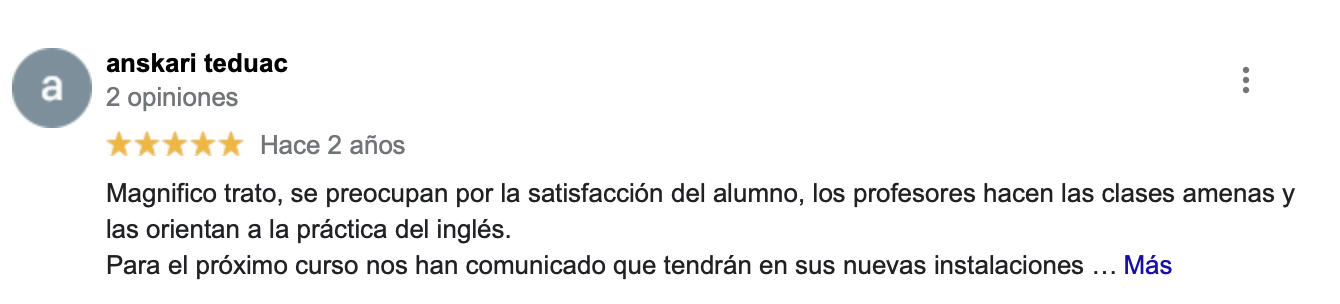 a
anskari teduac
2 opiniones
Hace 2 años
Magnifico trato, se preocupan por la satisfacción del alumno, los profesores hacen las clases amenas y
las orientan a la práctica del inglés.
Para el próximo curso nos han comunicado que tendrán en sus nuevas instalaciones … Más